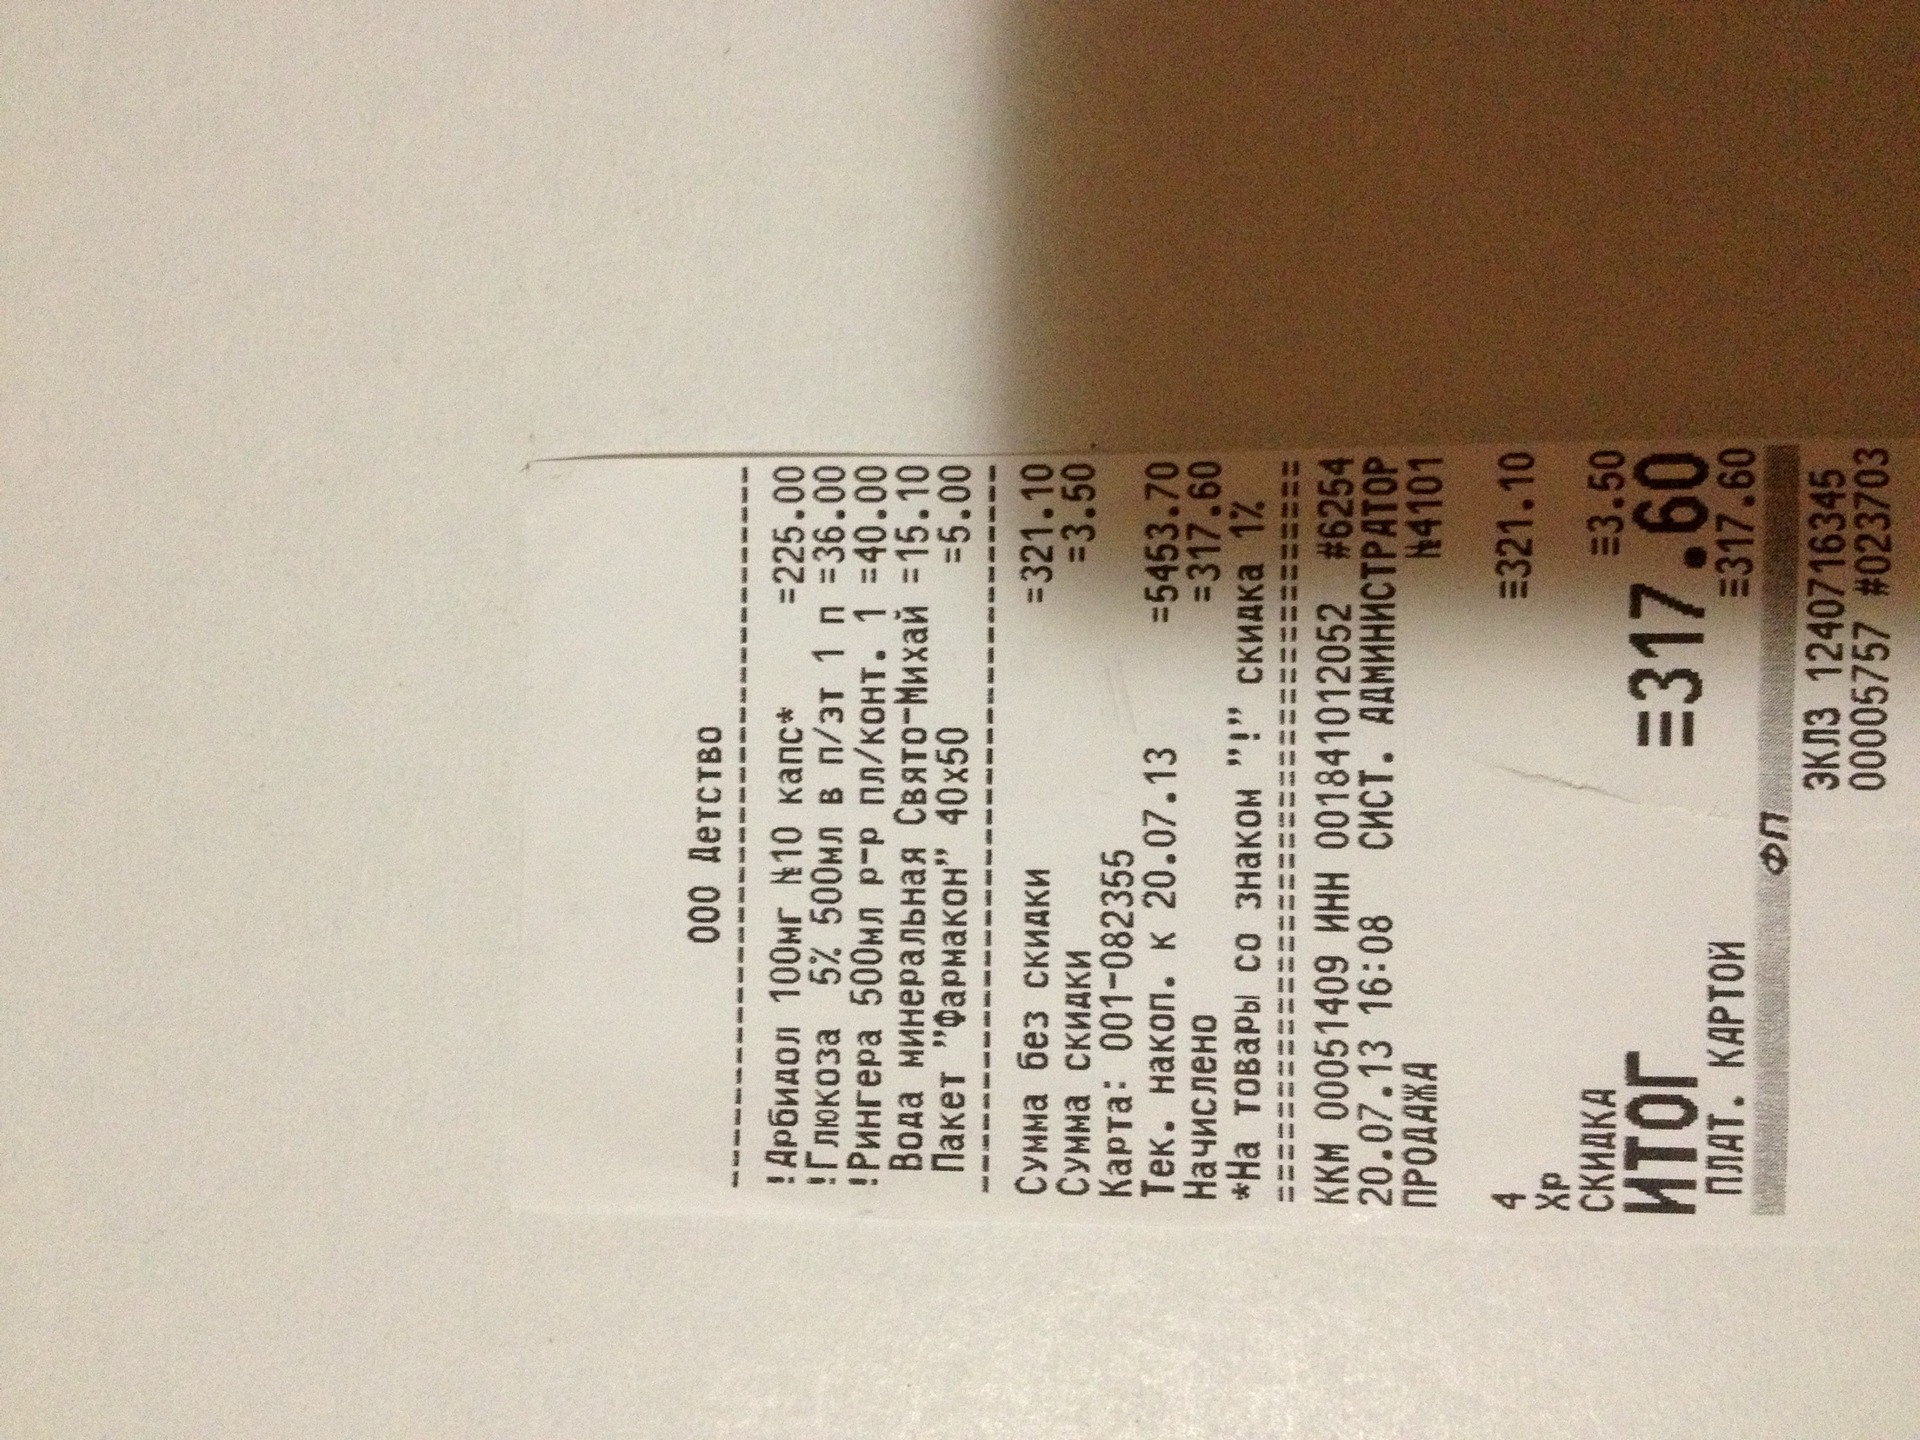 ООО Детство
--------------------------------------------
!Арбидол 100мг №10 капс* =225.00
!Глюкоза 5% 500мл в п/эт 1 п =36.00
!Рингера 500мл р-р пл/конт. 1 =40.00
Вода минеральная Свято-Михай =15.10
Пакет "Фармакон" 40х50 =5.00
--------------------------------------------
Сумма без скидки =321.10
Сумма скидки =3.50
Карта: 001-082355
Тек. накоп. к 20.07.13 =5453.70
Начислено =317.60
*На товары со знаком "!" скидка 1%
============================================
ККМ 00051409 ИНН 001841012052 #6254
20.07.13 16:08 СИСТ. АДМИНИСТРАТОР
ПРОДАЖА №4101
4 ≡321.10
Хр
СКИДКА ≡3.50
ИТОГ ≡317.60
ПЛАТ. КАРТОЙ ≡317.60
ФП
ЭКЛЗ 1240716345
00005757 #023703